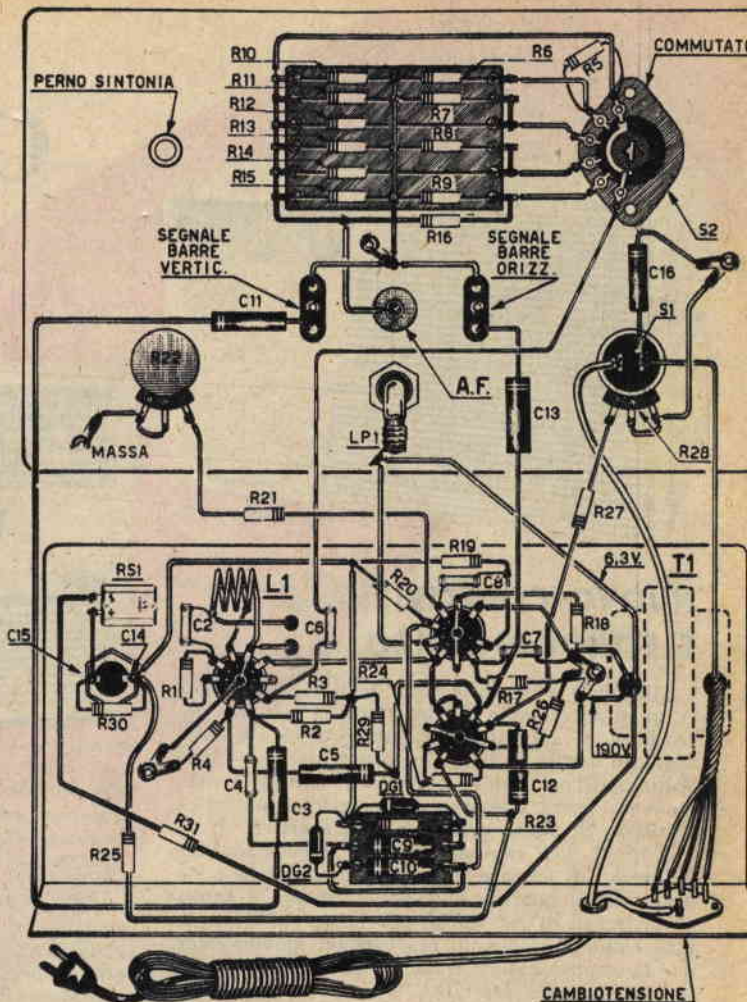 R10
R6
R5
COMMUTATO
R11
PERNO SINTONIA
R12
R7
R13
R8
R14
R15
R9
R16
S2
SEGNALE
BARRE
VERTIC.
SEGNALE
BARRE
ORIZZ.
C16
C11
S1
R22
A.F.
C13
LP1
MASSA
R28
R21
R27
R19
6,3V.
T1
RS1
L1
R20
C8
C2
C6
R18
C15
C14
C7
R1
R24
R3
R17
R30
R2
R29
R26
R4
190V
C5
C4
C12
C3
DG1
R23
R31
C9
R25
C10
DG2
CAMBIOTENSIONE